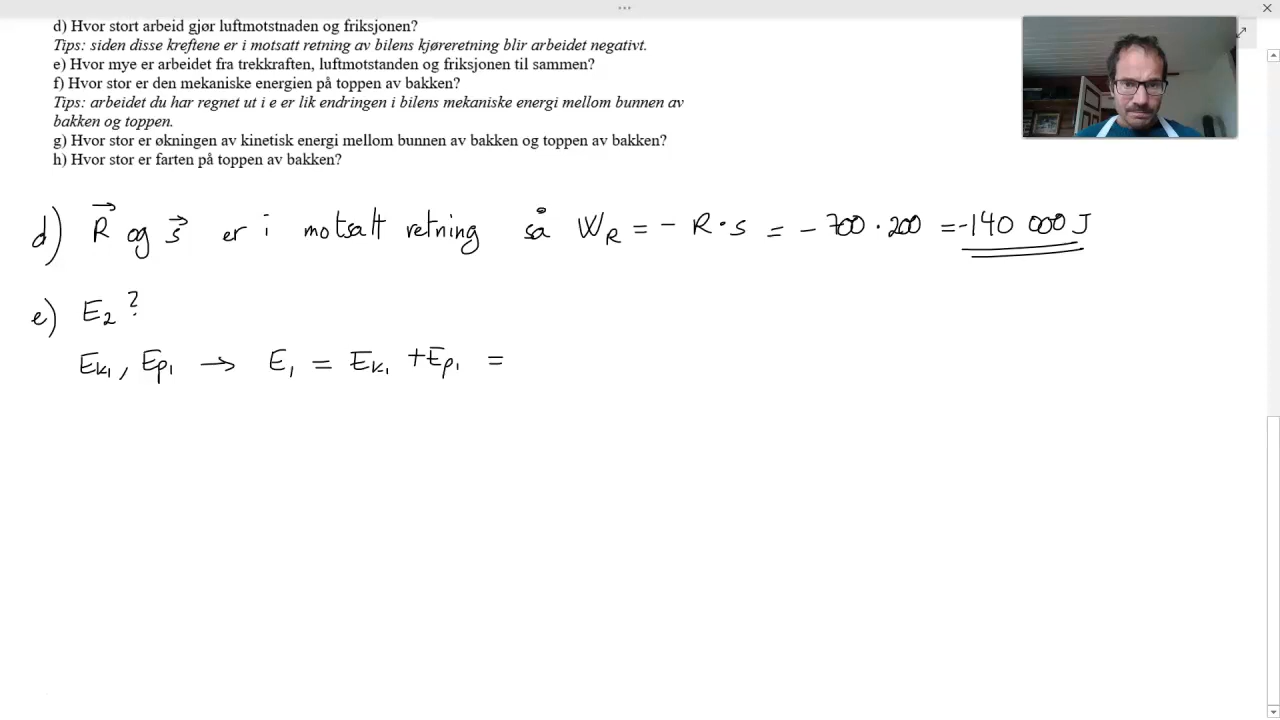 d) Hvor stort arbeid gjør luftmotstnaden og friksjonen?
Tips: siden disse kreftene er i motsatt retning av bilens kjøreretning blir arbeidet negativt.
e) Hvor mye er arbeidet fra trekkraften, luftmotstanden og friksjonen til sammen?
f) Hvor stor er den mekaniske energien på toppen av bakken?
Tips: arbeidet du har regnet ut i e er lik endringen i bilens mekaniske energi mellom bunnen av
bakken og toppen.
g) Hvor stor er økningen av kinetisk energi mellom bunnen av bakken og toppen av bakken?
h) Hvor stor er farten på toppen av bakken?
d) R⃗ og s⃗ er i motsatt retning så W_R = - R · s = - 700 · 200 = -140 000 J
e) E₂ ?
E_k₁, E_p₁ → E₁ = E_k₁ + E_p₁ =